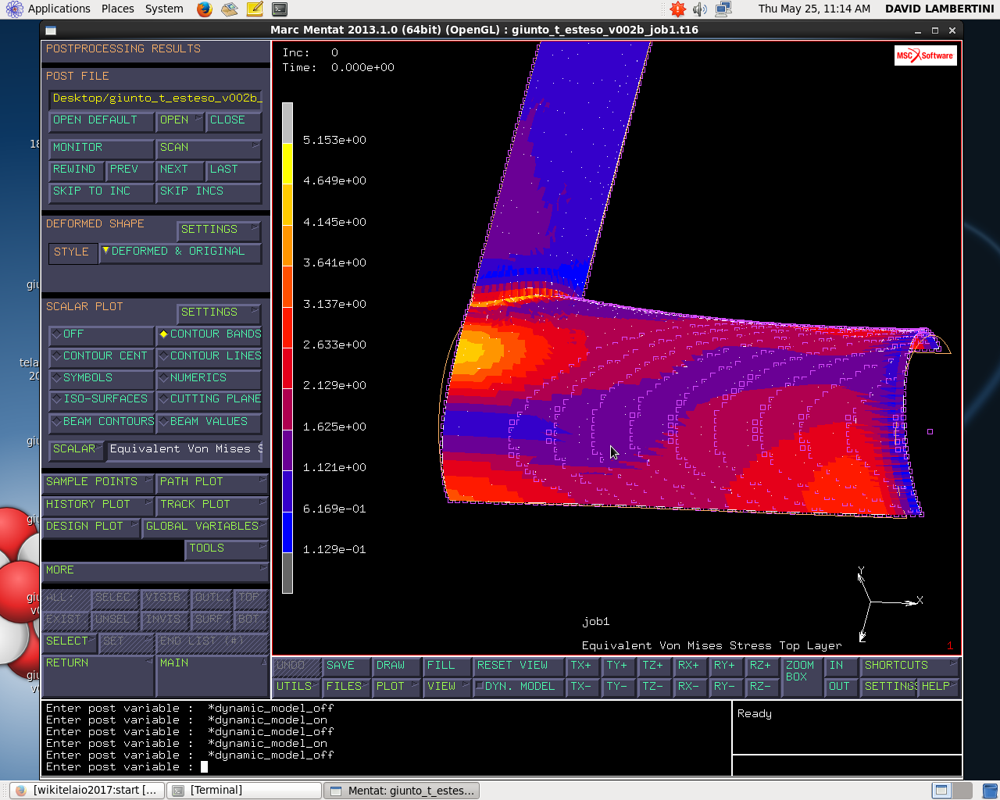 Applications Places System Thu May 25, 11:14 AM DAVID LAMBERTINI
Marc Mentat 2013.1.0 (64bit) (OpenGL) : giunto_t_esteso_v002b_job1.t16
POSTPROCESSING RESULTS
POST FILE
Desktop/giunto_t_esteso_v002b_
OPEN DEFAULT OPEN CLOSE
MONITOR SCAN
REWIND PREV NEXT LAST
SKIP TO INC SKIP INCS
DEFORMED SHAPE SETTINGS
STYLE DEFORMED & ORIGINAL
SCALAR PLOT SETTINGS
OFF CONTOUR BANDS
CONTOUR CENT CONTOUR LINES
SYMBOLS NUMERICS
ISO-SURFACES CUTTING PLANE
BEAM CONTOURS BEAM VALUES
SCALAR Equivalent Von Mises S
SAMPLE POINTS PATH PLOT
HISTORY PLOT TRACK PLOT
DESIGN PLOT GLOBAL VARIABLES
TOOLS
MORE
ALL: SELEC. VISIB. OUTL. TOP
EXIST. UNSEL. INVIS. SURF. BOT
SELECT SET END LIST (#)
RETURN MAIN
Inc: 0
Time: 0.000e+00
MSC Software
5.153e+00
4.649e+00
4.145e+00
3.641e+00
3.137e+00
2.633e+00
2.129e+00
1.625e+00
1.121e+00
6.169e-01
1.129e-01
Y
X
Z
job1
Equivalent Von Mises Stress Top Layer 1
UNDO SAVE DRAW FILL RESET VIEW TX+ TY+ TZ+ RX+ RY+ RZ+ ZOOM BOX IN SHORTCUTS
UTILS FILES PLOT VIEW DYN. MODEL TX- TY- TZ- RX- RY- RZ- OUT SETTINGS HELP
Enter post variable : *dynamic_model_off
Enter post variable : *dynamic_model_on
Enter post variable : *dynamic_model_off
Enter post variable : *dynamic_model_on
Enter post variable : *dynamic_model_off
Enter post variable :
Ready
18
giu
tela
20
giu
giu
giu
v0
giu
v0
[wikitelaio2017:start [... [Terminal] Mentat: giunto_t_estes...